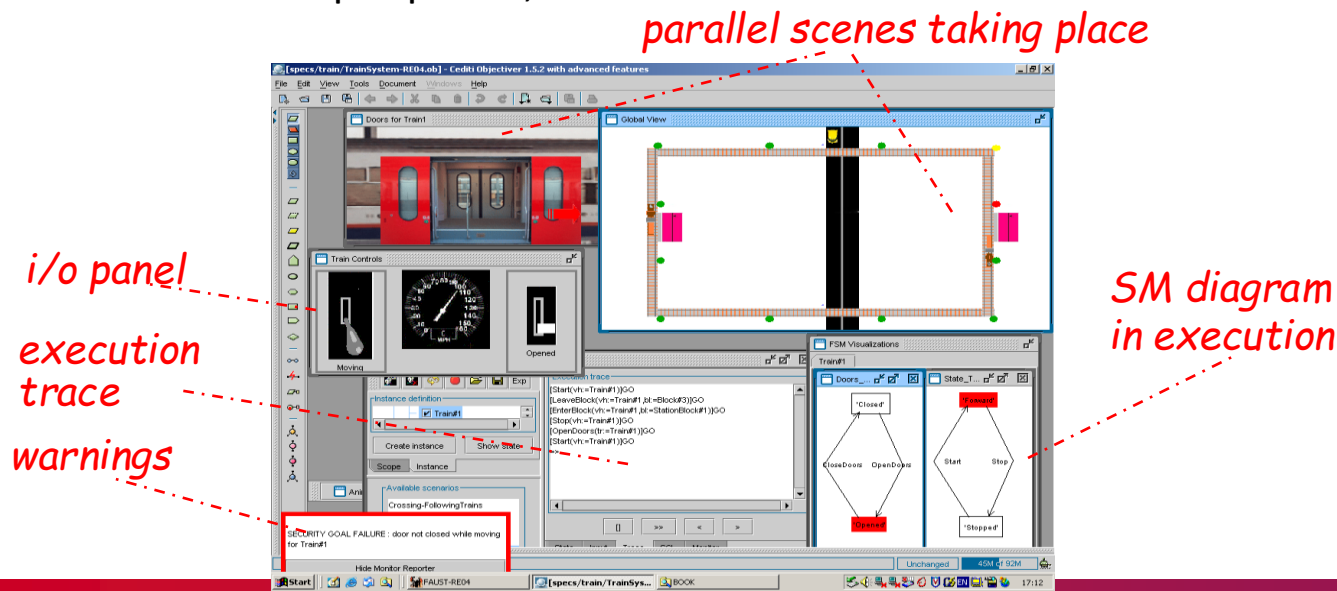 parallel scenes taking place
[specs/train/TrainSystem-RE04.ob] - Cediti Objectiver 1.5.2 with advanced features
File Edit View Tools Document Windows Help
Doors for Train1
Global View
i/o panel
Train Controls
MPH
Moving
Opened
SM diagram
in execution
execution
trace
warnings
FSM Visualizations
Train#1
Doors_...
State_T...
"Closed"
"Forward"
CloseDoors
OpenDoors
Start
Stop
"Opened"
"Stopped"
Exp
Instance definition
Train#1
Create instance
Show State
Scope
Instance
Available scenarios
Crossing-FollowingTrains
Execution trace
[Start(vh:=Train#1)]GO
[LeaveBlock(vh:=Train#1,bl:=Block#3)]GO
[EnterBlock(vh:=Train#1,bl:=StationBlock#1)]GO
[Stop(vh:=Train#1)]GO
[OpenDoors(tr:=Train#1)]GO
[Start(vh:=Train#1)]GO
>>
[] >> < >
Ani
SECURITY GOAL FAILURE : door not closed while moving
for Train#1
Hide Monitor Reporter
Unchanged
45M of 92M
Start
FAUST-RE04
[specs/train/TrainSys...
BOOK
EN
17:12